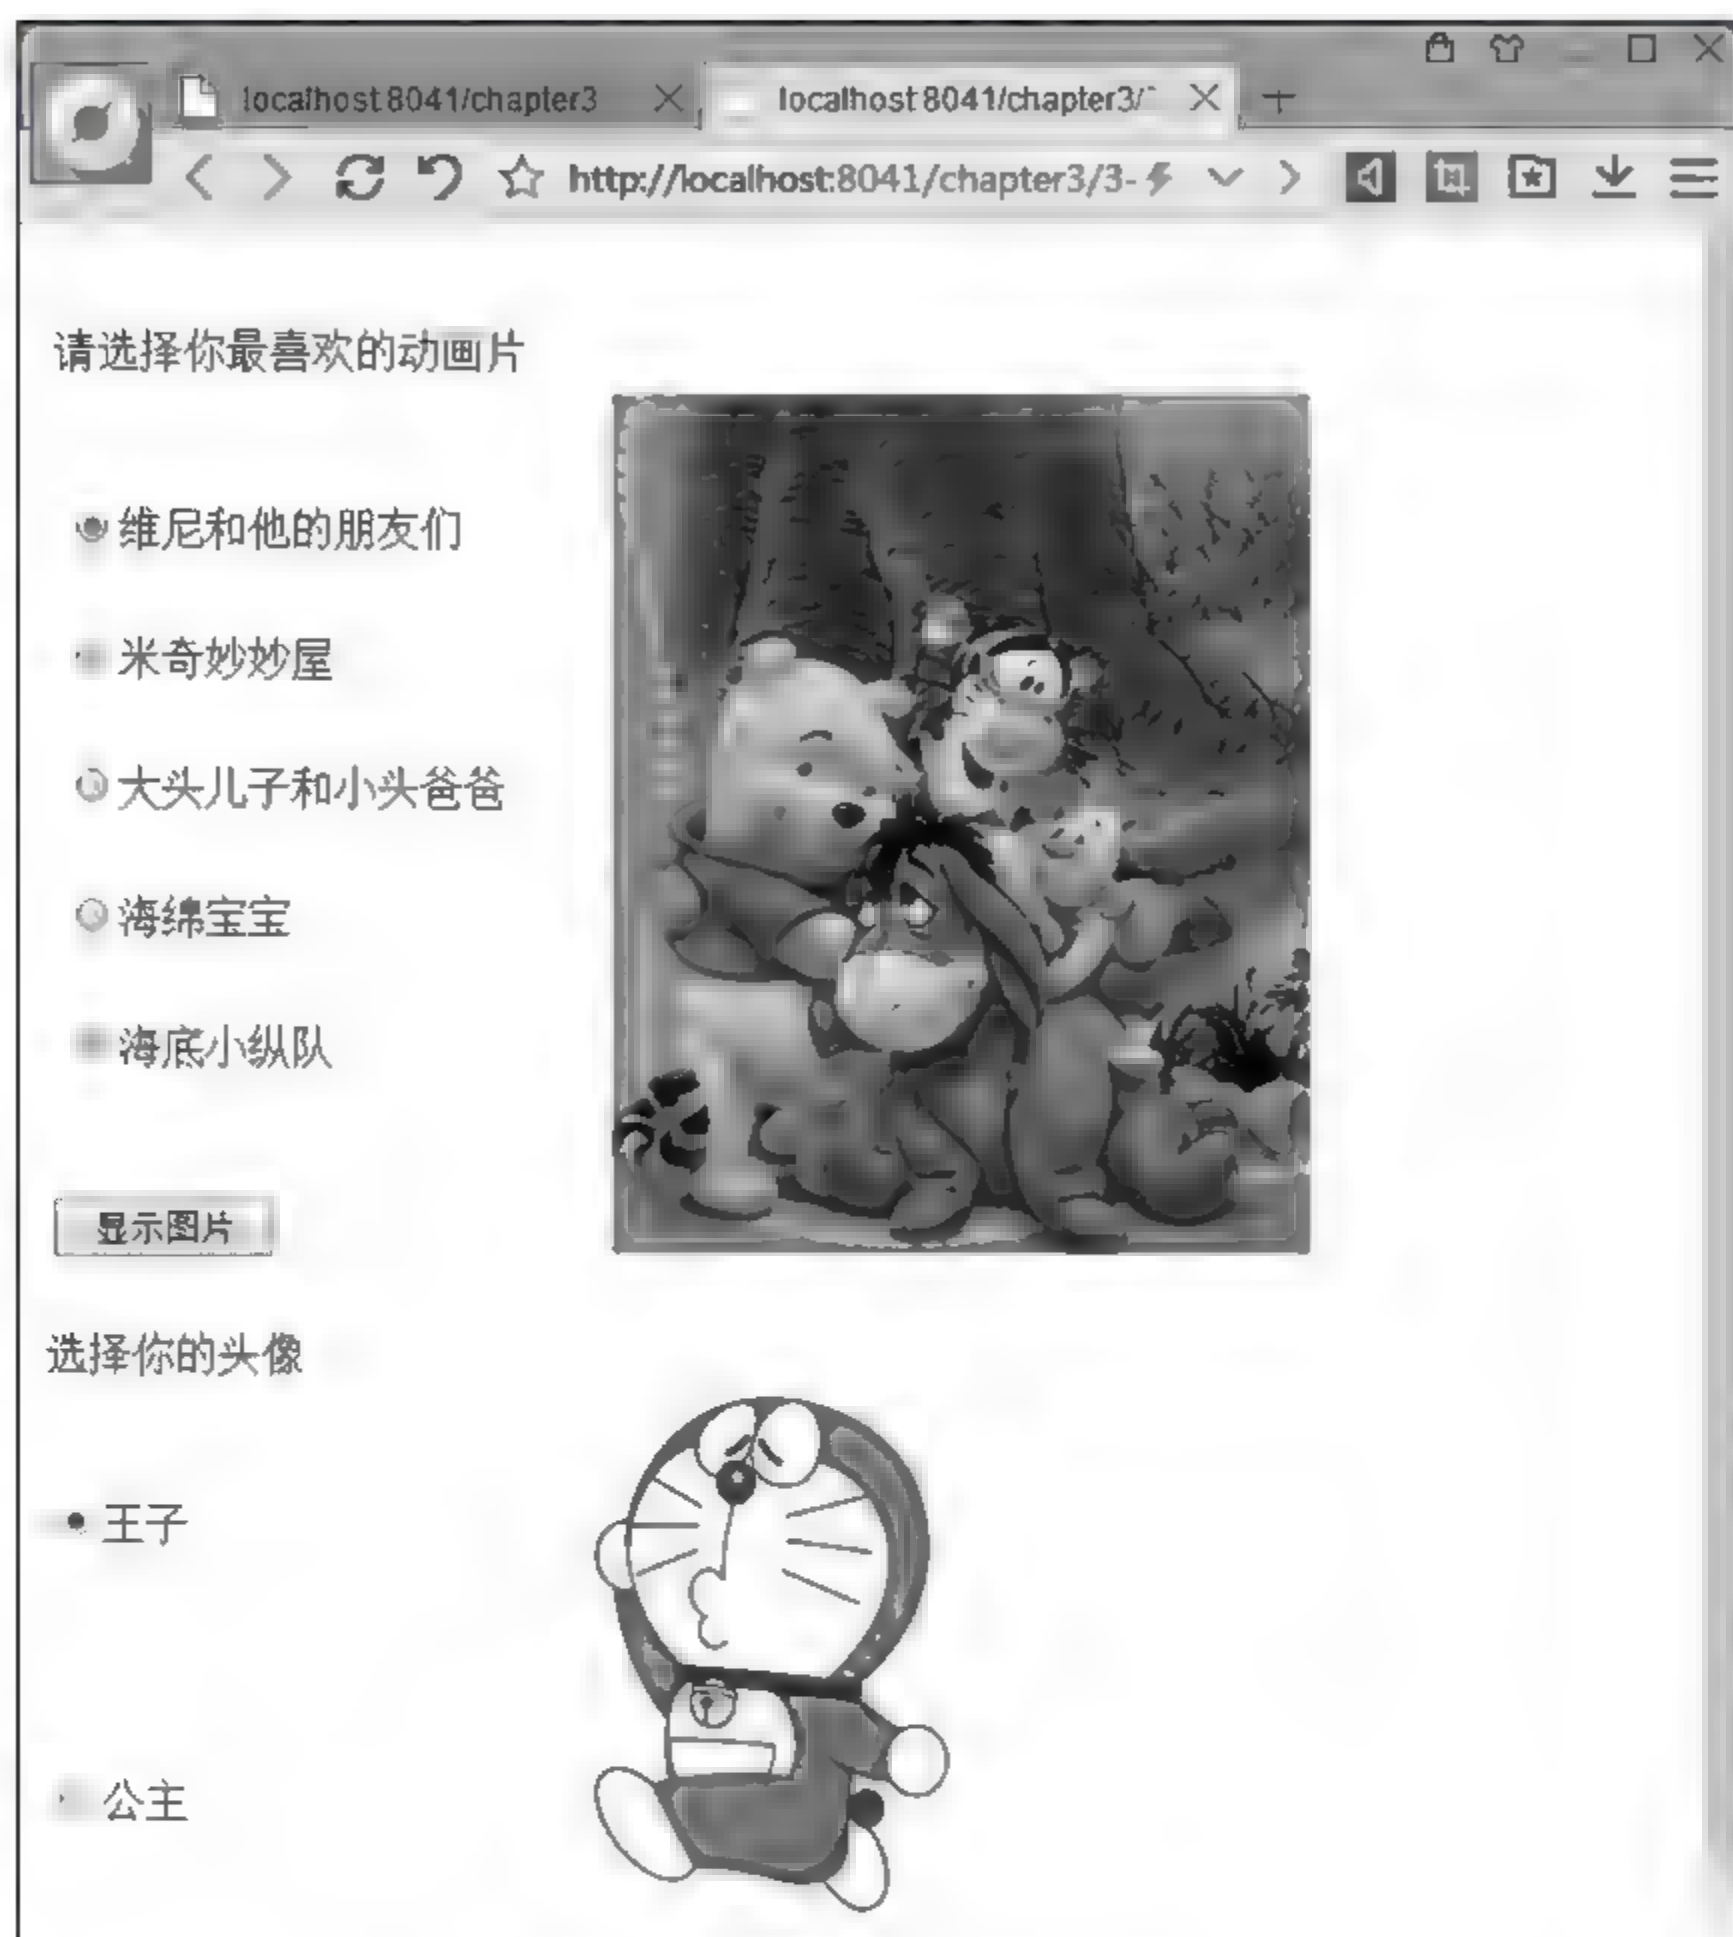 localhost:8041/chapter3
localhost:8041/chapter3/
http://localhost:8041/chapter3/3-
请选择你最喜欢的动画片
维尼和他的朋友们
米奇妙妙屋
大头儿子和小头爸爸
海绵宝宝
海底小纵队
显示图片
选择你的头像
王子
公主